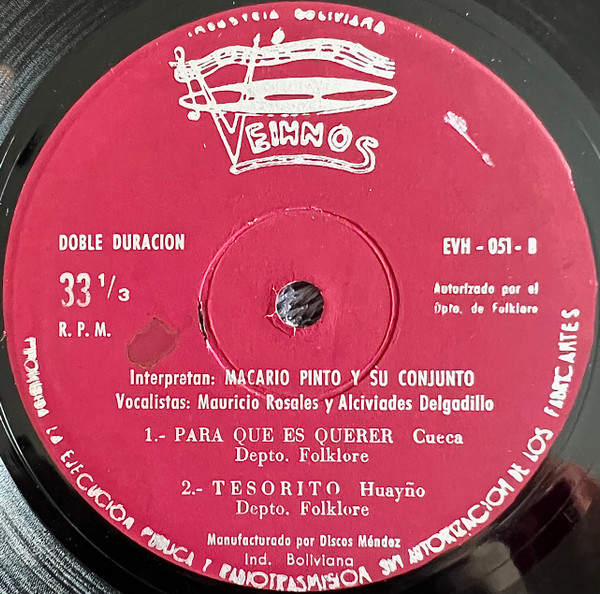 INDUSTRIA BOLIVIANA
VEIHNOS
DOBLE DURACION
33 1/3
R. P. M.
EVH - 051 - B
Autorizado por el
Dpto. de Folklore
Interpretan: MACARIO PINTO Y SU CONJUNTO
Vocalistas: Mauricio Rosales y Alciviades Delgadillo
1.- PARA QUE ES QUERER Cueca
Depto. Folklore
2.- TESORITO Huayño
Depto. Folklore
Manufacturado por Discos Méndez
Ind. Boliviana
PROHIBIDA LA EJECUCION PUBLICA Y RADIOTRASMISION SIN AUTORIZACION DE LOS FABRICANTES